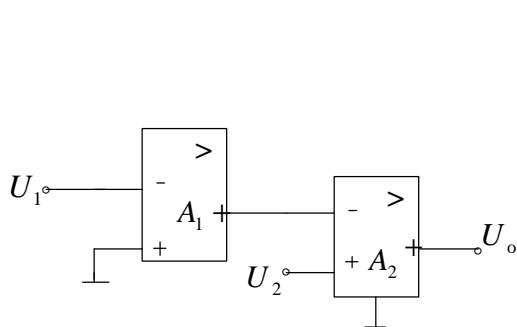 >
U₁ -
A₁ +
+
>
-
U₂ + A₂ +
Uₒ